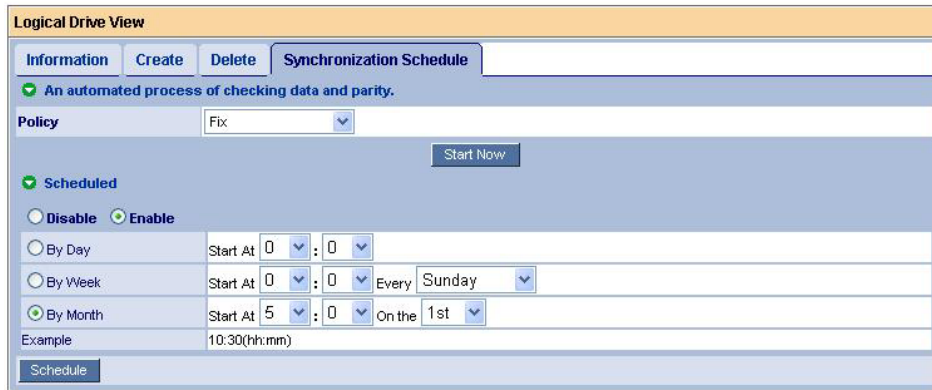 Logical Drive View
Information Create Delete Synchronization Schedule
An automated process of checking data and parity.
Policy Fix
Start Now
Scheduled
Disable Enable
By Day Start At 0 : 0
By Week Start At 0 : 0 Every Sunday
By Month Start At 5 : 0 On the 1st
Example 10:30(hh:mm)
Schedule